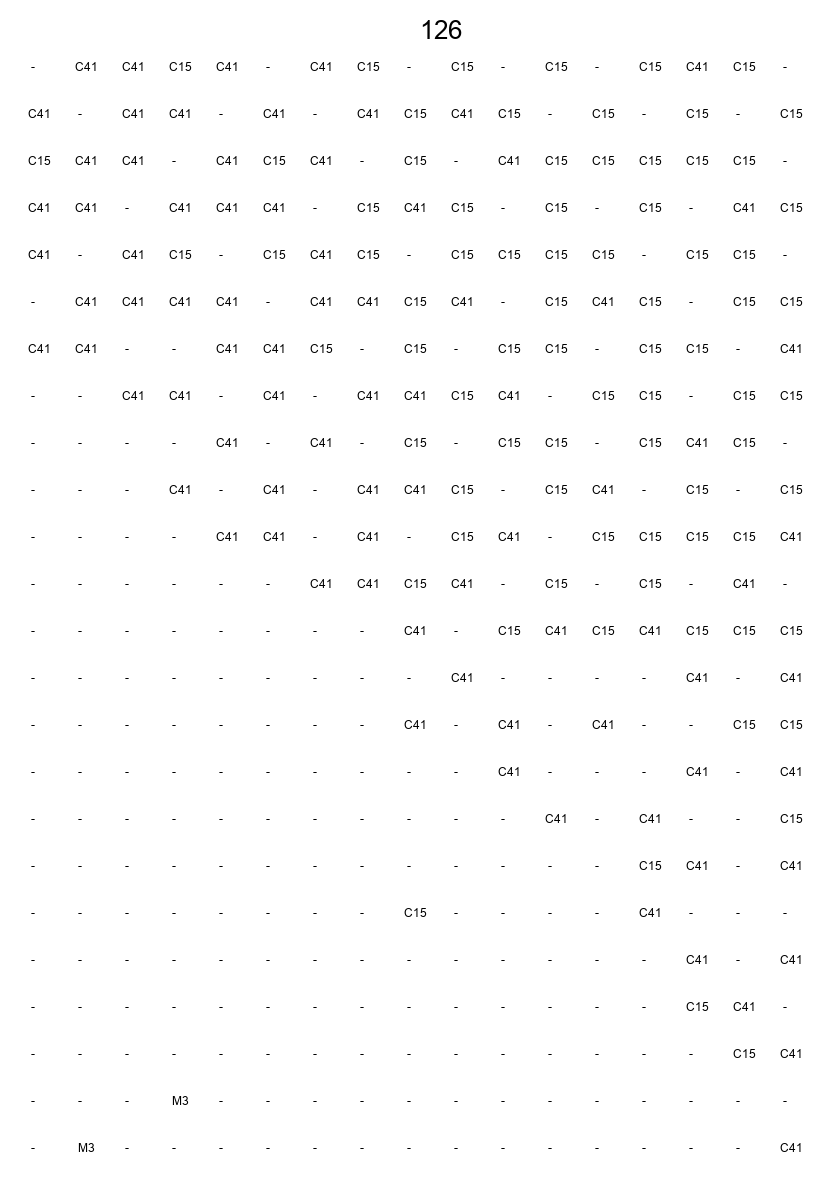 126
- C41 C41 C15 C41 - C41 C15 - C15 - C15 - C15 C41 C15 -
C41 - C41 C41 - C41 - C41 C15 C41 C15 - C15 - C15 - C15
C15 C41 C41 - C41 C15 C41 - C15 - C41 C15 C15 C15 C15 C15 -
C41 C41 - C41 C41 C41 - C15 C41 C15 - C15 - C15 - C41 C15
C41 - C41 C15 - C15 C41 C15 - C15 C15 C15 C15 - C15 C15 -
- C41 C41 C41 C41 - C41 C41 C15 C41 - C15 C41 C15 - C15 C15
C41 C41 - - C41 C41 C15 - C15 - C15 C15 - C15 C15 - C41
- - C41 C41 - C41 - C41 C41 C15 C41 - C15 C15 - C15 C15
- - - - C41 - C41 - C15 - C15 C15 - C15 C41 C15 -
- - - C41 - C41 - C41 C41 C15 - C15 C41 - C15 - C15
- - - - C41 C41 - C41 - C15 C41 - C15 C15 C15 C15 C41
- - - - - - C41 C41 C15 C41 - C15 - C15 - C41 -
- - - - - - - - C41 - C15 C41 C15 C41 C15 C15 C15
- - - - - - - - - C41 - - - - C41 - C41
- - - - - - - - C41 - C41 - C41 - - C15 C15
- - - - - - - - - - C41 - - - C41 - C41
- - - - - - - - - - - C41 - C41 - - C15
- - - - - - - - - - - - - C15 C41 - C41
- - - - - - - - C15 - - - - C41 - - -
- - - - - - - - - - - - - - C41 - C41
- - - - - - - - - - - - - - C15 C41 -
- - - - - - - - - - - - - - - C15 C41
- - - M3 - - - - - - - - - - - - -
- M3 - - - - - - - - - - - - - - C41